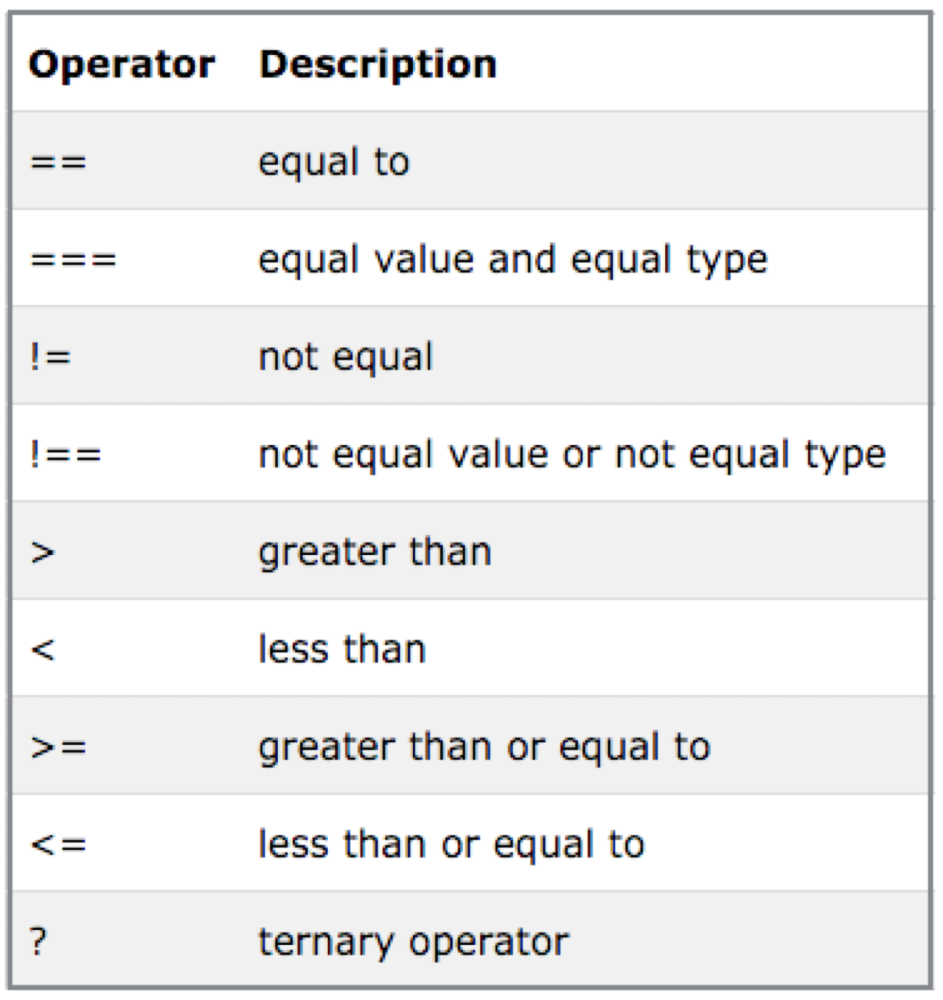 Operator Description
== equal to
=== equal value and equal type
!= not equal
!== not equal value or not equal type
> greater than
< less than
>= greater than or equal to
<= less than or equal to
? ternary operator